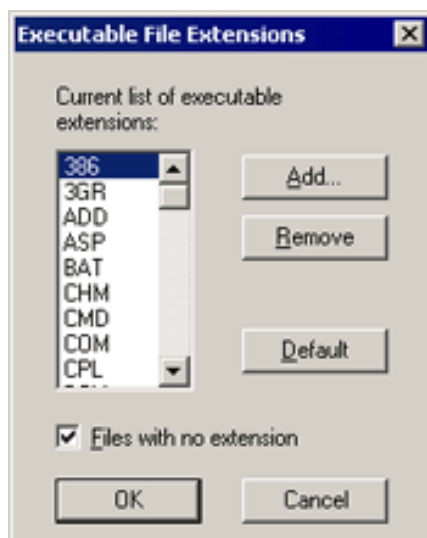 Executable File Extensions
Current list of executable
extensions:
386
3GR
ADD
ASP
BAT
CHM
CMD
COM
CPL
Add...
Remove
Default
Files with no extension
OK
Cancel